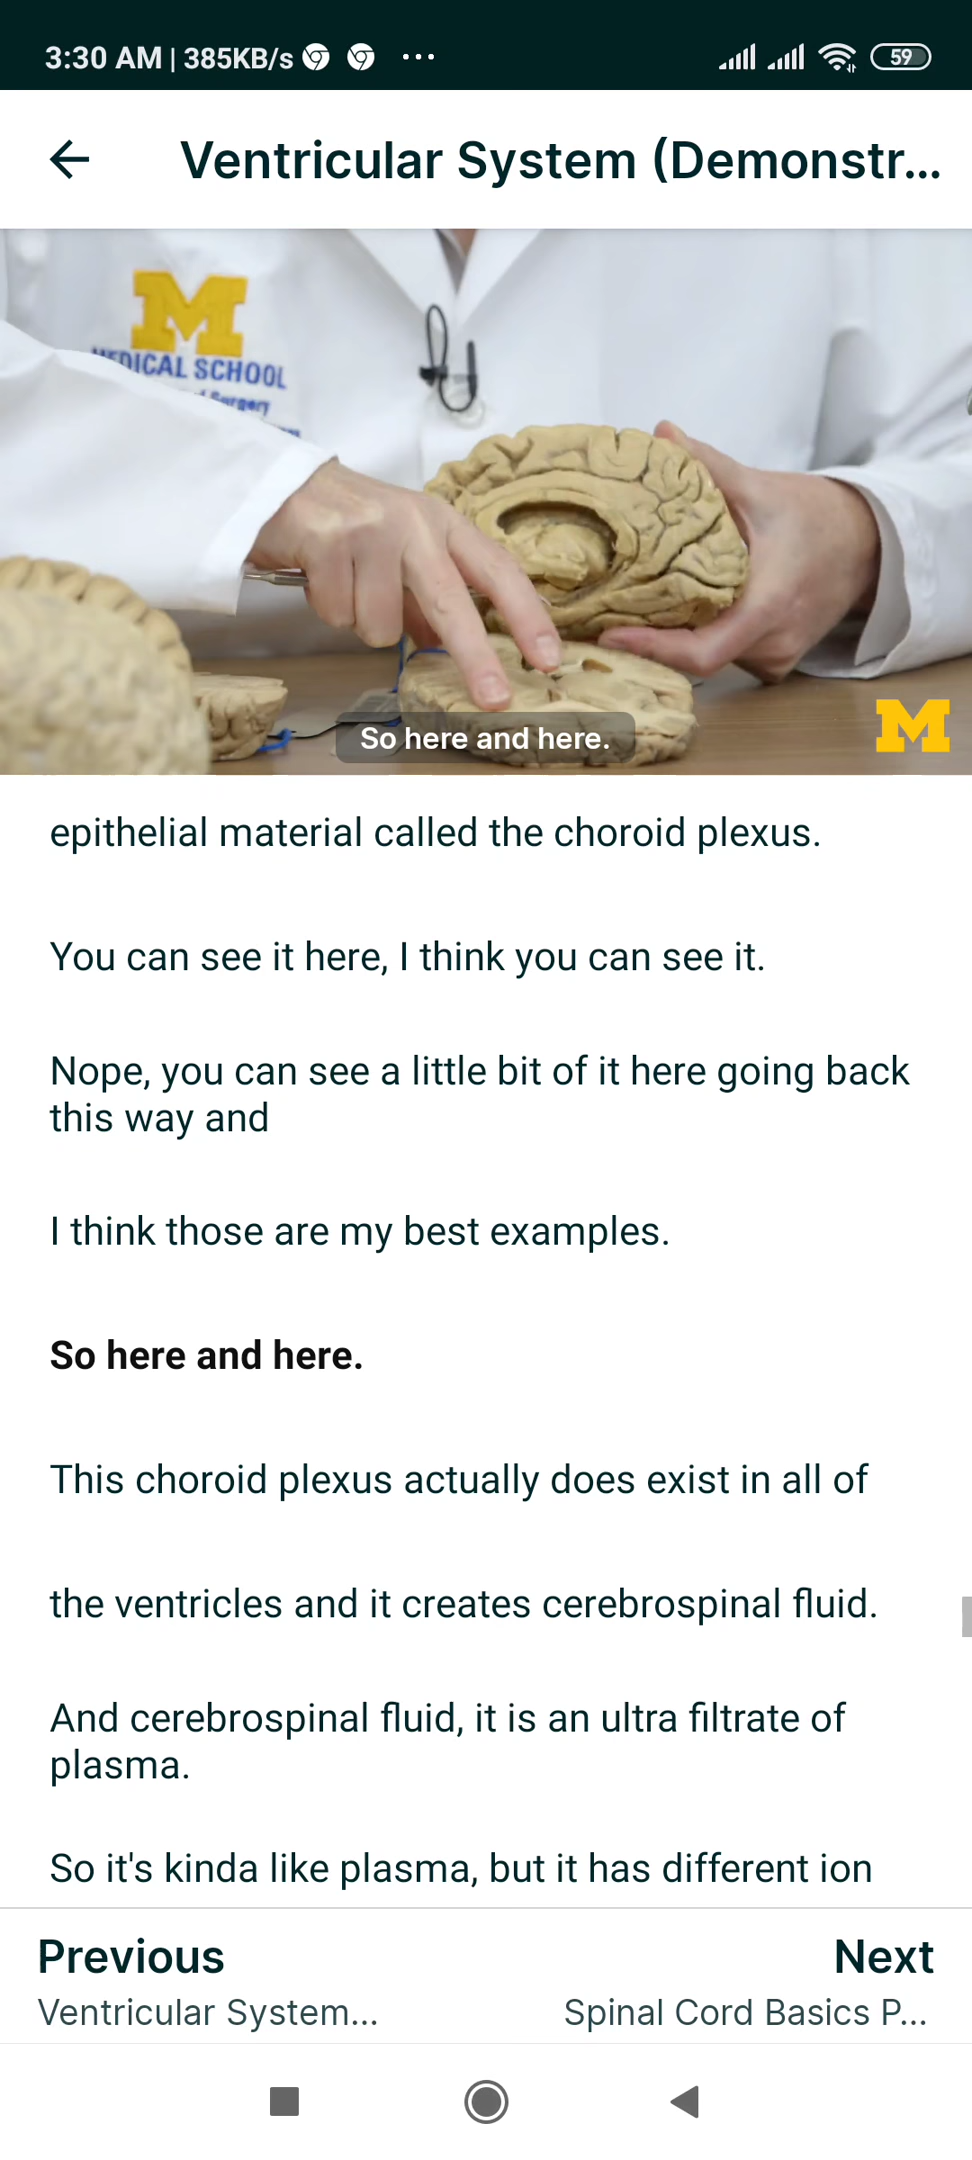 3:30 AM | 385KB/s ...
59
Ventricular System (Demonstr...
M
MEDICAL SCHOOL
Surgery
So here and here.
M
epithelial material called the choroid plexus.
You can see it here, I think you can see it.
Nope, you can see a little bit of it here going back
this way and
I think those are my best examples.
So here and here.
This choroid plexus actually does exist in all of
the ventricles and it creates cerebrospinal fluid.
And cerebrospinal fluid, it is an ultra filtrate of
plasma.
So it's kinda like plasma, but it has different ion
Previous
Next
Ventricular System...
Spinal Cord Basics P...